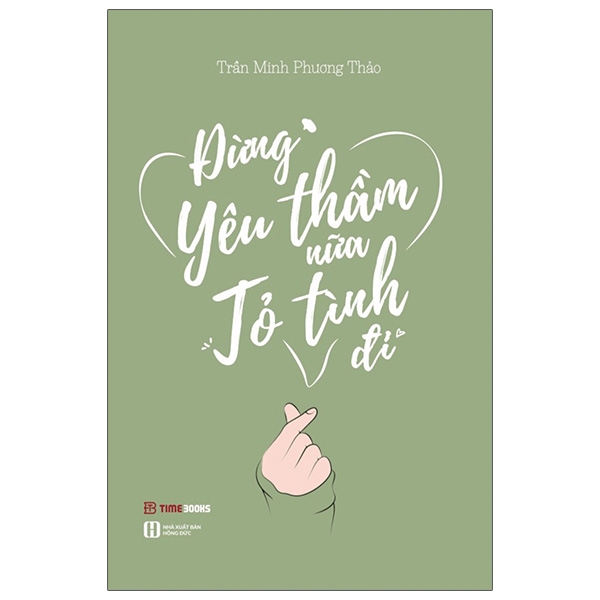 Trần Minh Phương Thảo
Đừng
Yêu thầm
nữa
Tỏ tình
đi
TIMEBOOKS
NHÀ XUẤT BẢN
HỒNG ĐỨC